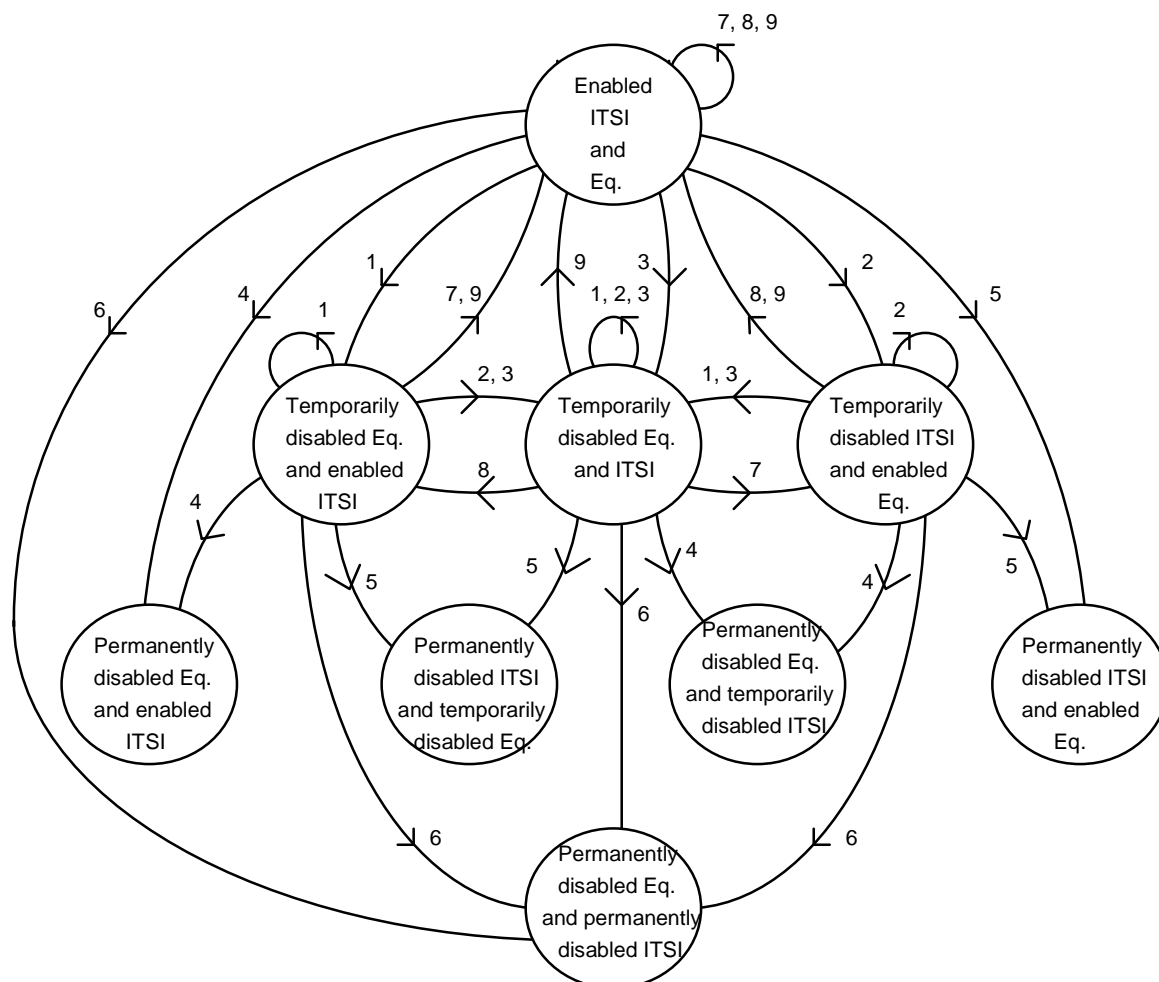 7, 8, 9
Enabled
ITSI
and
Eq.
6
4
1
7, 9
9
3
8, 9
2
5
1
1, 2, 3
2
2, 3
1, 3
Temporarily
disabled Eq.
and enabled
ITSI
Temporarily
disabled Eq.
and ITSI
Temporarily
disabled ITSI
and enabled
Eq.
8
7
4
5
5
6
4
4
5
Permanently
disabled Eq.
and enabled
ITSI
Permanently
disabled ITSI
and temporarily
disabled Eq.
Permanently
disabled Eq.
and temporarily
disabled ITSI
Permanently
disabled ITSI
and enabled
Eq.
6
6
Permanently
disabled Eq.
and permanently
disabled ITSI